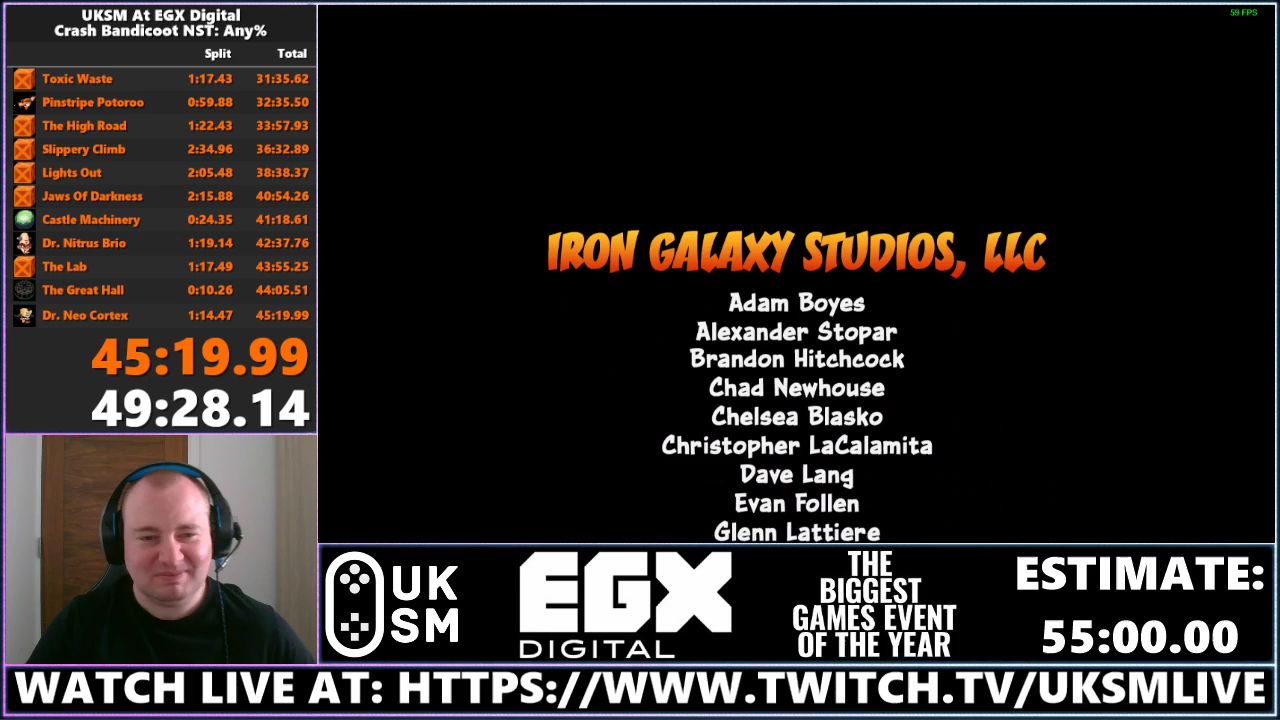 UKSM At EGX Digital
Crash Bandicoot NST: Any%
Split Total
Toxic Waste 1:17.43 31:35.62
Pinstripe Potoroo 0:59.88 32:35.50
The High Road 1:22.43 33:57.93
Slippery Climb 2:34.96 36:32.89
Lights Out 2:05.48 38:38.37
Jaws Of Darkness 2:15.88 40:54.26
Castle Machinery 0:24.35 41:18.61
Dr. Nitrus Brio 1:19.14 42:37.76
The Lab 1:17.49 43:55.25
The Great Hall 0:10.26 44:05.51
Dr. Neo Cortex 1:14.47 45:19.99
45:19.99
49:28.14
59 FPS
IRON GALAXY STUDIOS, LLC
Adam Boyes
Alexander Stopar
Brandon Hitchcock
Chad Newhouse
Chelsea Blasko
Christopher LaCalamita
Dave Lang
Evan Follen
Glenn Lattiere
UK
SM
EGX
DIGITAL
THE
BIGGEST
GAMES EVENT
OF THE YEAR
ESTIMATE:
55:00.00
WATCH LIVE AT: HTTPS://WWW.TWITCH.TV/UKSMLIVE